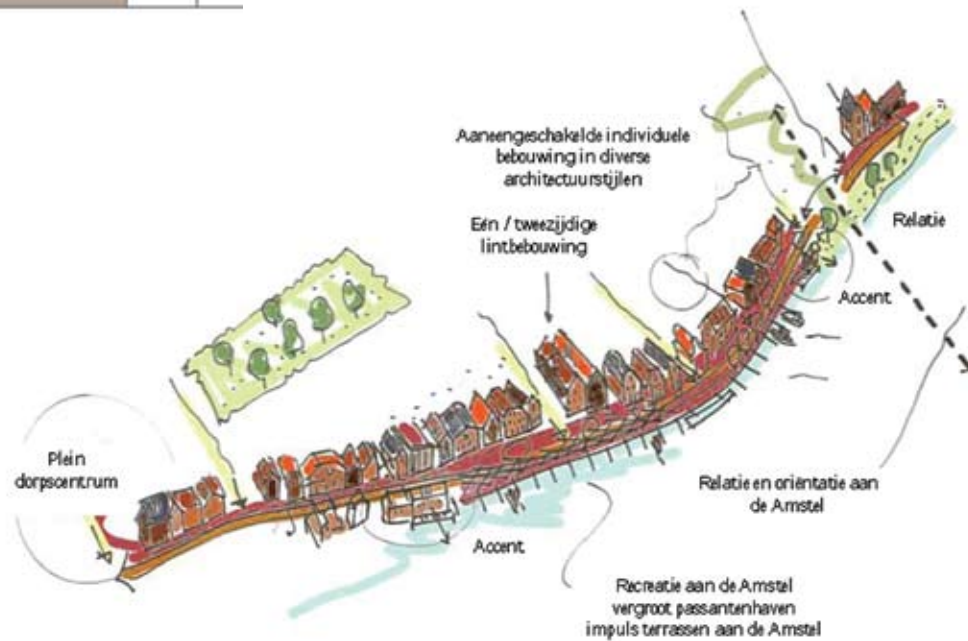 Aaneengeschakelde individuele
bebouwing in diverse
architectuurstijlen
Eén / tweezijdige
lintbebouwing
Relatie
Accent
Plein
dorpscentrum
Relatie en oriëntatie aan
de Amstel
Accent
Recreatie aan de Amstel
vergroot passantenhaven
impuls terrassen aan de Amstel